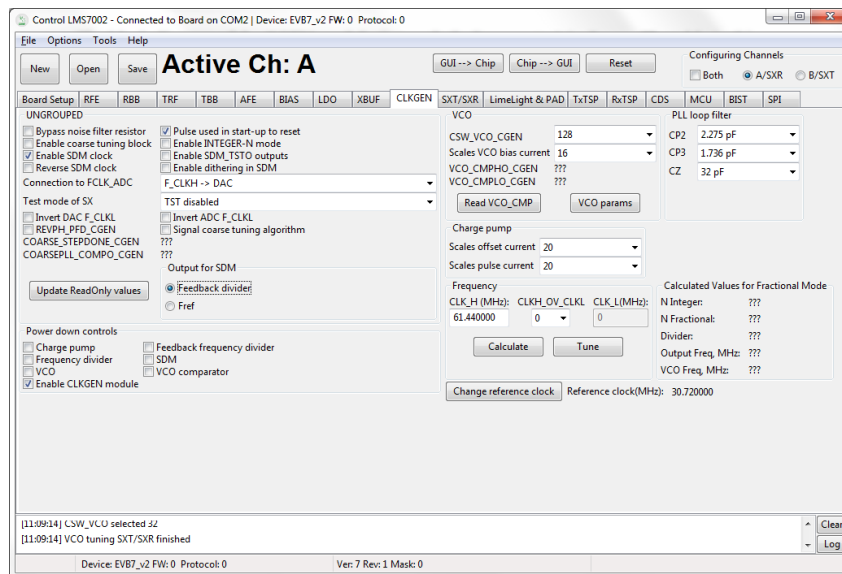 Control LMS7002 - Connected to Board on COM2 | Device: EVB7_v2 FW: 0 Protocol: 0
File Options Tools Help
New Open Save Active Ch: A GUI --> Chip Chip --> GUI Reset Configuring Channels
Both A/SXR B/SXT
Board Setup RFE RBB TRF TBB AFE BIAS LDO XBUF CLKGEN SXT/SXR LimeLight & PAD TxTSP RxTSP CDS MCU BIST SPI
UNGROUPED
Bypass noise filter resistor Pulse used in start-up to reset
Enable coarse tuning block Enable INTEGER-N mode
Enable SDM clock Enable SDM_TSTO outputs
Reverse SDM clock Enable dithering in SDM
Connection to FCLK_ADC F_CLKH -> DAC
Test mode of SX TST disabled
Invert DAC F_CLKL Invert ADC F_CLKL
REVPH_PFD_CGEN Signal coarse tuning algorithm
COARSE_STEPDONE_CGEN ???
COARSEPLL_COMPO_CGEN ???
Output for SDM
Update ReadOnly values Feedback divider
Fref
Power down controls
Charge pump Feedback frequency divider
Frequency divider SDM
VCO VCO comparator
Enable CLKGEN module
VCO
CSW_VCO_CGEN 128
Scales VCO bias current 16
VCO_CMPHO_CGEN ???
VCO_CMPLO_CGEN ???
Read VCO_CMP VCO params
PLL loop filter
CP2 2.275 pF
CP3 1.736 pF
CZ 32 pF
Charge pump
Scales offset current 20
Scales pulse current 20
Frequency
CLK_H (MHz): CLKH_OV_CLKL CLK_L(MHz):
61.440000 0 0
Calculate Tune
Calculated Values for Fractional Mode
N Integer: ???
N Fractional: ???
Divider: ???
Output Freq, MHz: ???
VCO Freq, MHz: ???
Change reference clock Reference clock(MHz): 30.720000
[11:09:14] CSW_VCO selected 32
[11:09:14] VCO tuning SXT/SXR finished
Clear
Log
Device: EVB7_v2 FW: 0 Protocol: 0 Ver: 7 Rev: 1 Mask: 0